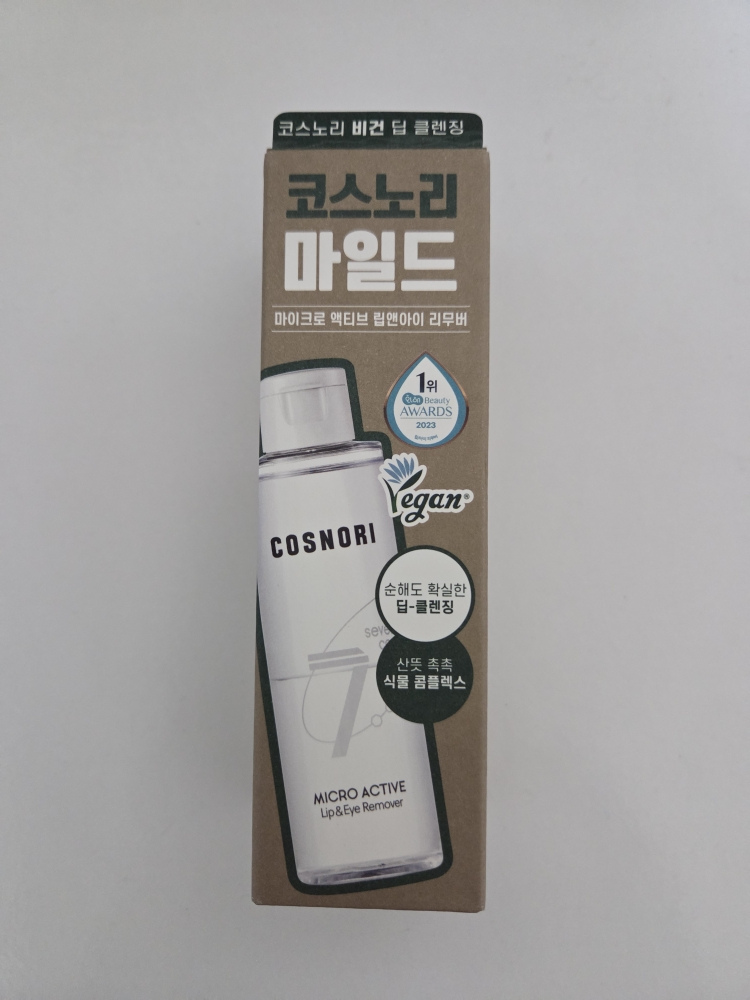 코스노리 비건 딥 클렌징
코스노리
마일드
마이크로 액티브 립앤아이 리무버
1위
Beauty
AWARDS
2023
Vegan®
COSNORI
순해도 확실한
딥-클렌징
산뜻 촉촉
식물 콤플렉스
7
MICRO ACTIVE
Lip&Eye Remover